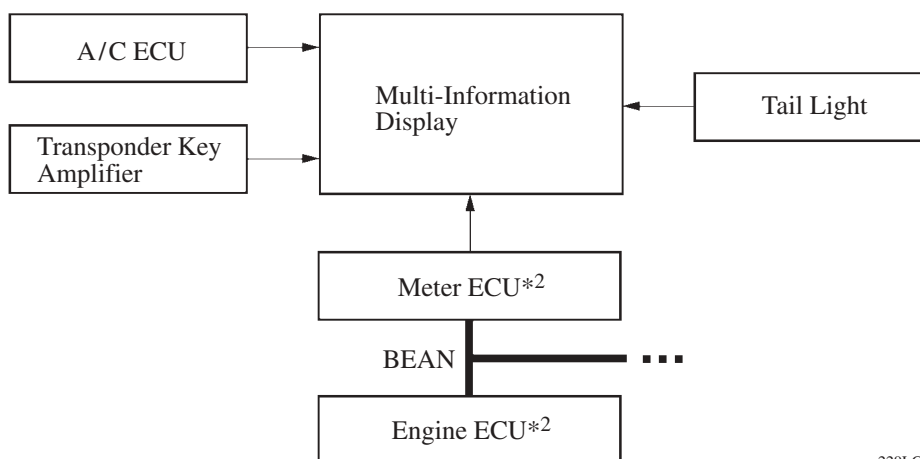 A/C ECU
Transponder Key
Amplifier
Multi-Information
Display
Tail Light
Meter ECU*2
BEAN
Engine ECU*2